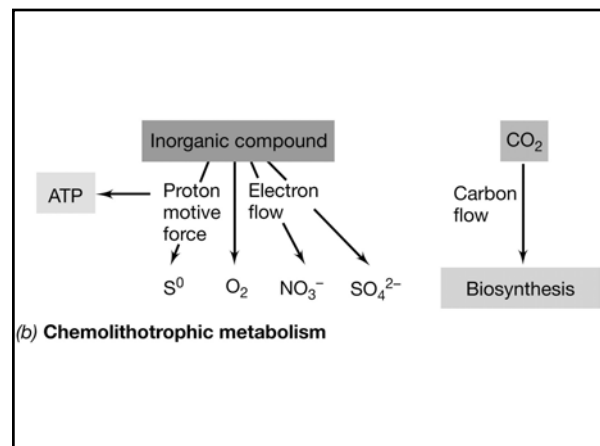 Inorganic compound
CO₂
ATP
Proton
motive
force
Electron
flow
Carbon
flow
S⁰
O₂
NO₃⁻
SO₄²⁻
Biosynthesis
(b) Chemolithotrophic metabolism